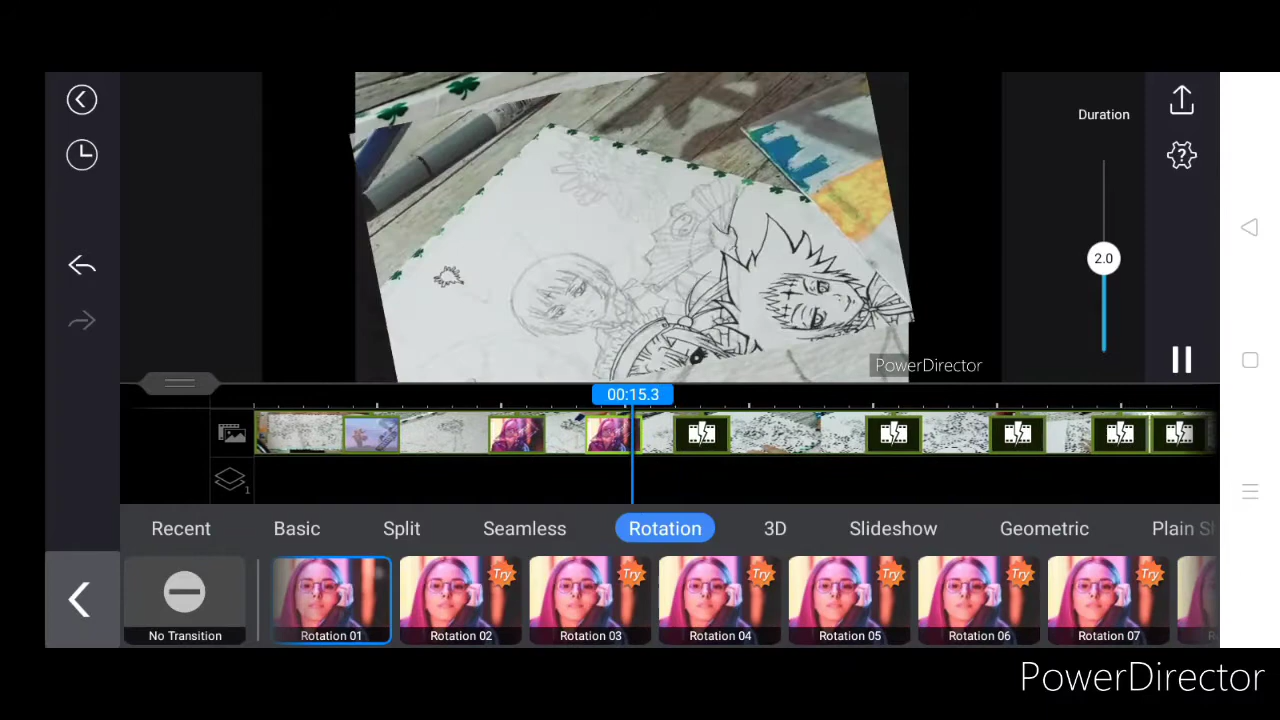 Duration
2.0
PowerDirector
00:15.3
1
Recent Basic Split Seamless Rotation 3D Slideshow Geometric Plain S
Try Try Try Try Try Try
No Transition Rotation 01 Rotation 02 Rotation 03 Rotation 04 Rotation 05 Rotation 06 Rotation 07
PowerDirector